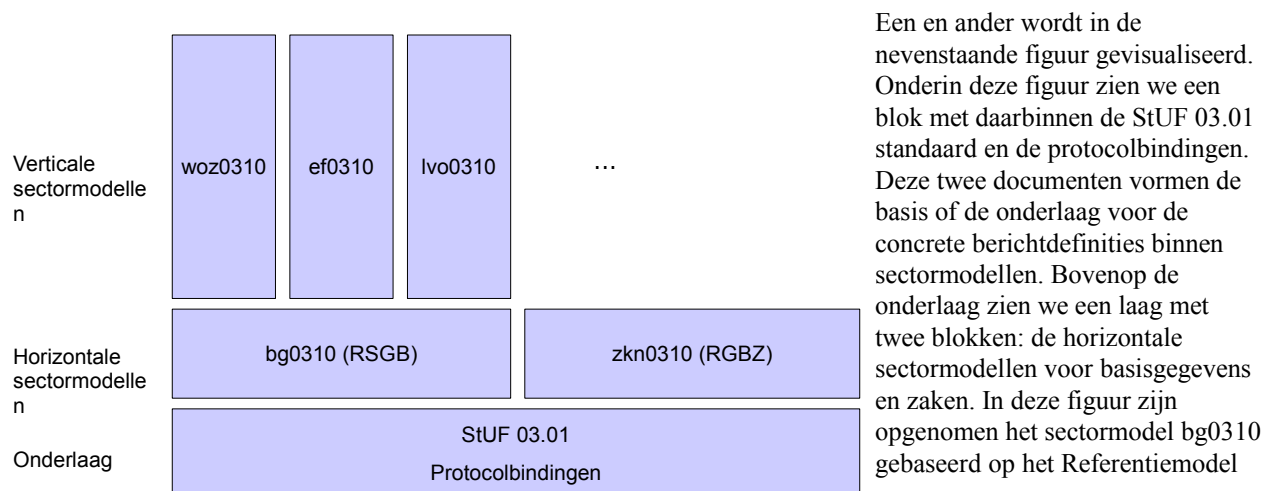 Verticale
sectormodelle
n
woz0310
ef0310
lvo0310
...
Horizontale
sectormodelle
n
bg0310 (RSGB)
zkn0310 (RGBZ)
Onderlaag
StUF 03.01
Protocolbindingen
Een en ander wordt in de
nevenstaande figuur gevisualiseerd.
Onderin deze figuur zien we een
blok met daarbinnen de StUF 03.01
standaard en de protocolbindingen.
Deze twee documenten vormen de
basis of de onderlaag voor de
concrete berichtdefinities binnen
sectormodellen. Bovenop de
onderlaag zien we een laag met
twee blokken: de horizontale
sectormodellen voor basisgegevens
en zaken. In deze figuur zijn
opgenomen het sectormodel bg0310
gebaseerd op het Referentiemodel